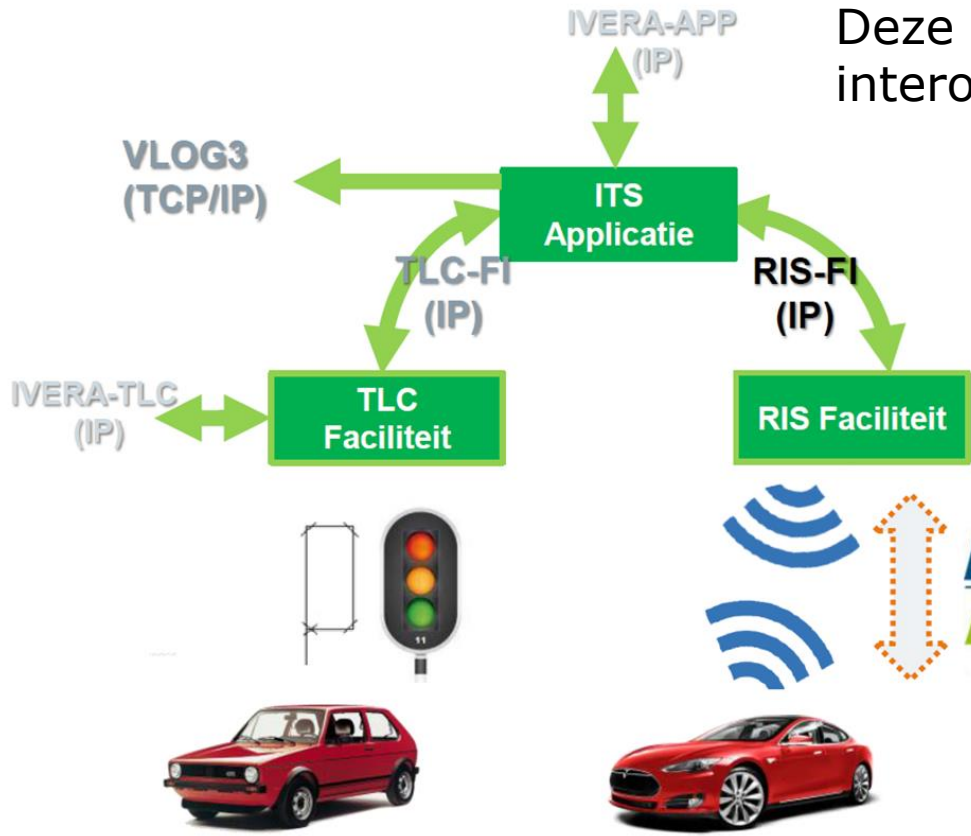 IVERA-APP
(IP)
Deze
intero
VLOG3
(TCP/IP)
ITS
Applicatie
TLC-FI
(IP)
RIS-FI
(IP)
IVERA-TLC
(IP)
TLC
Faciliteit
RIS Faciliteit
11